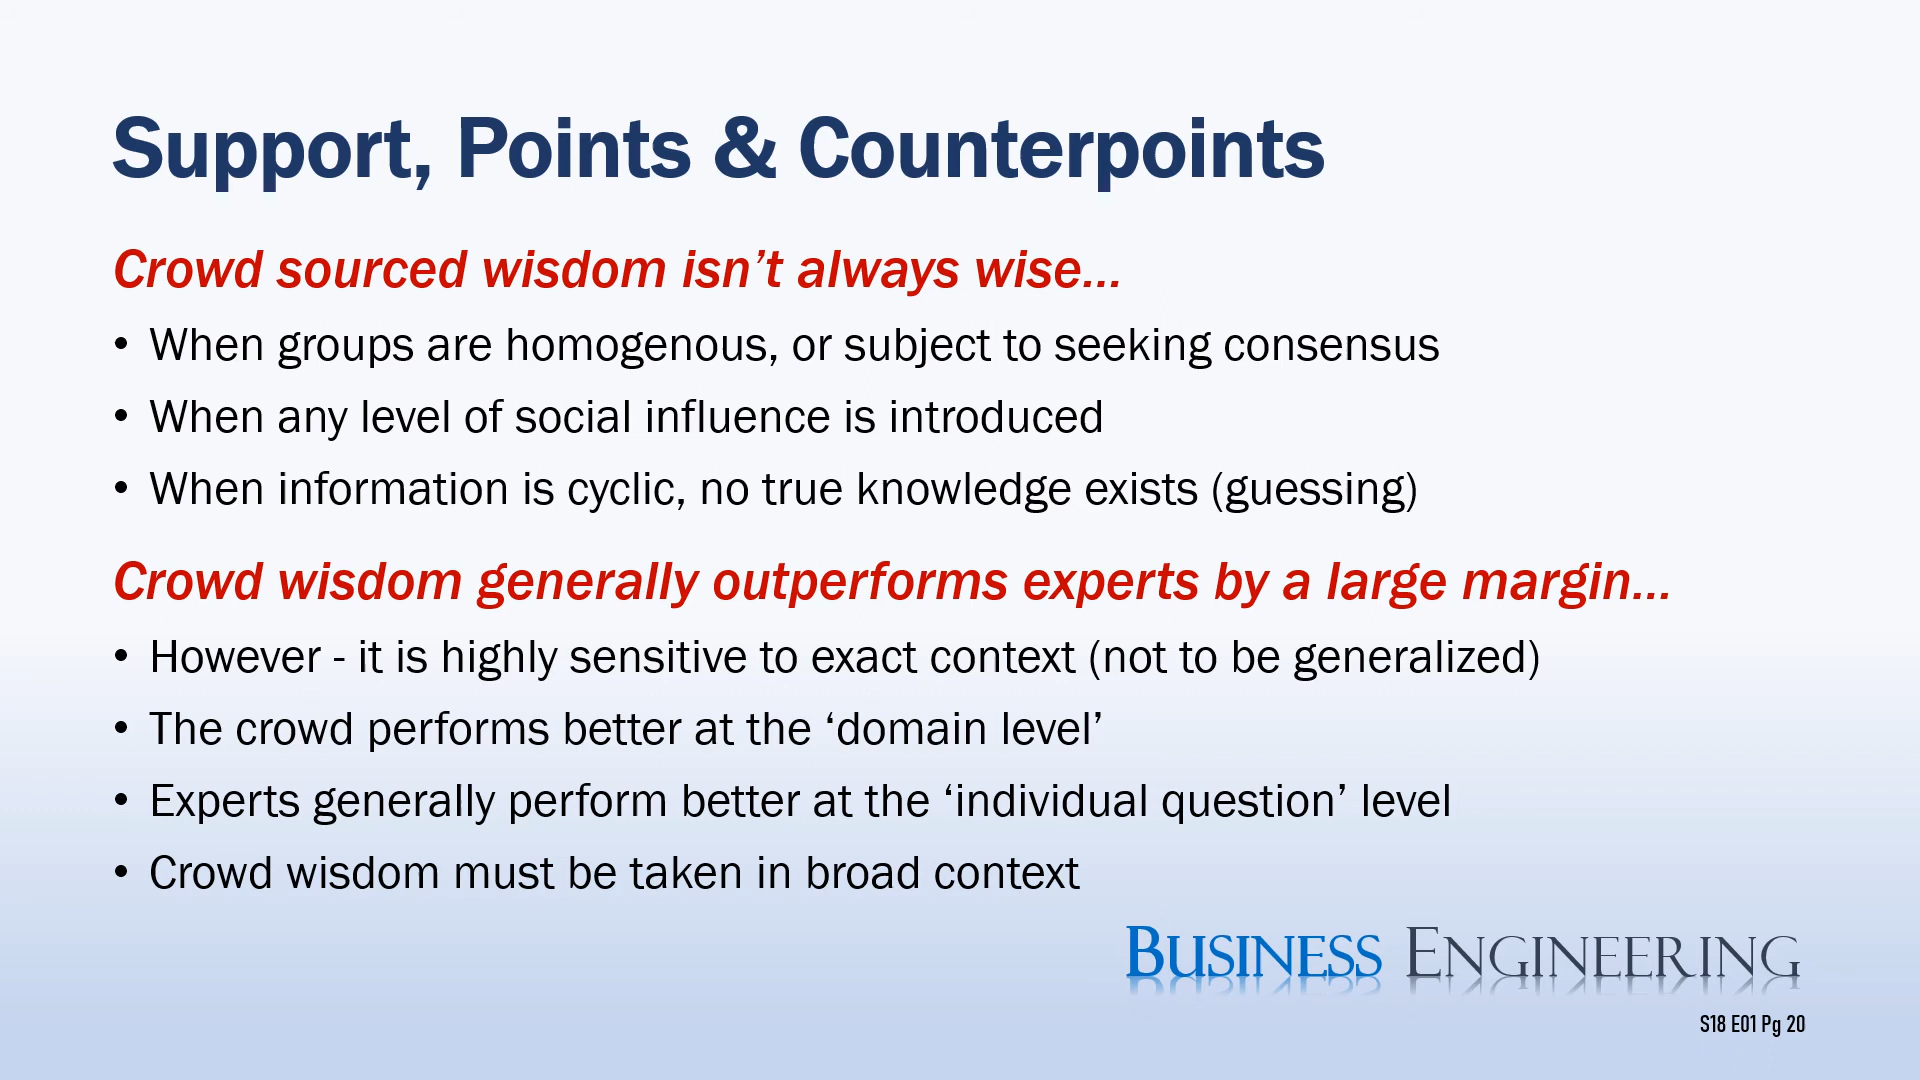 Support, Points & Counterpoints
Crowd sourced wisdom isn’t always wise...
• When groups are homogenous, or subject to seeking consensus
• When any level of social influence is introduced
• When information is cyclic, no true knowledge exists (guessing)
Crowd wisdom generally outperforms experts by a large margin...
• However - it is highly sensitive to exact context (not to be generalized)
• The crowd performs better at the ‘domain level’
• Experts generally perform better at the ‘individual question’ level
• Crowd wisdom must be taken in broad context
BUSINESS ENGINEERING
S18 E01 Pg 20